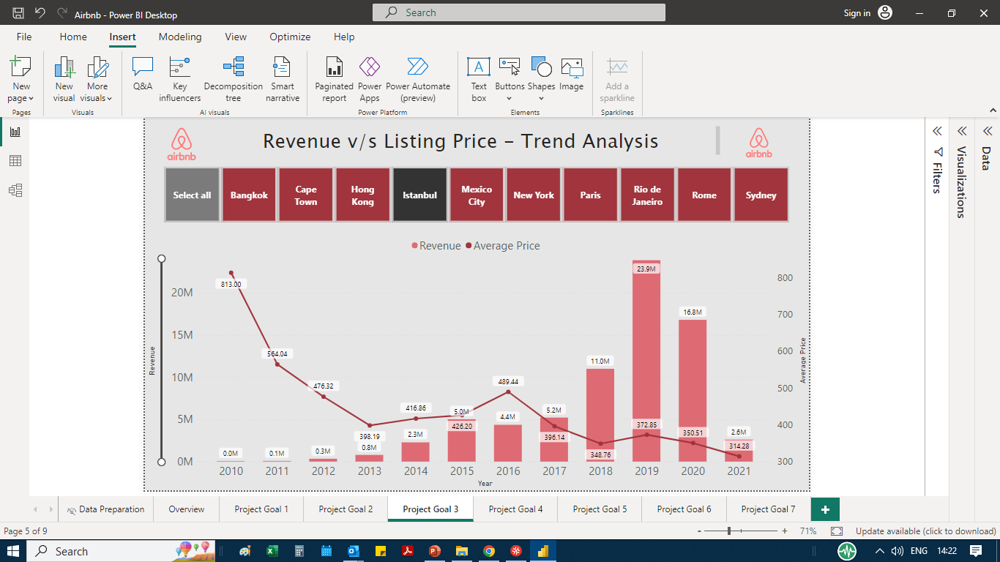 Airbnb - Power BI Desktop
Search
Sign in
File Home Insert Modeling View Optimize Help
New page
New visual
More visuals
Q&A
Key influencers
Decomposition tree
Smart narrative
Paginated report
Power Apps
Power Automate (preview)
Text box
Buttons
Shapes
Image
Add a sparkline
Pages Visuals AI visuals Power Platform Elements Sparklines
airbnb
Revenue v/s Listing Price – Trend Analysis
airbnb
Select all
Bangkok
Cape Town
Hong Kong
Istanbul
Mexico City
New York
Paris
Rio de Janeiro
Rome
Sydney
Filters
Visualizations
Data
Revenue Average Price
Revenue
20M
15M
10M
5M
0M
813.00
564.04
476.32
398.19
416.86
426.20
489.44
396.14
348.76
372.85
350.51
314.28
0.0M
0.1M
0.3M
0.8M
2.3M
5.0M
4.4M
5.2M
11.0M
23.9M
16.8M
2.6M
800
700
600
500
400
300
Average Price
2010 2011 2012 2013 2014 2015 2016 2017 2018 2019 2020 2021
Year
Data Preparation Overview Project Goal 1 Project Goal 2 Project Goal 3 Project Goal 4 Project Goal 5 Project Goal 6 Project Goal 7 +
Page 5 of 9
- + 71%
Update available (click to download)
Search
ENG 14:22